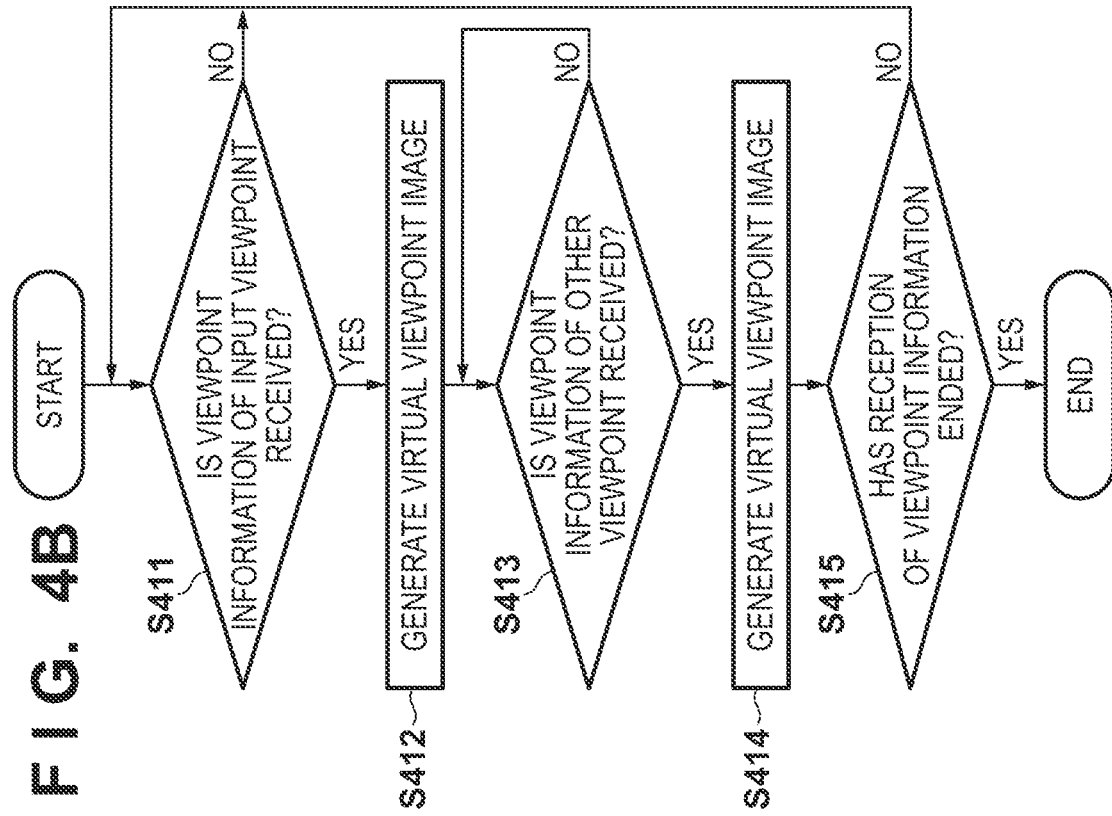 FIG. 4B
START
S411
IS VIEWPOINT
INFORMATION OF INPUT VIEWPOINT
RECEIVED?
NO
YES
S412
GENERATE VIRTUAL VIEWPOINT IMAGE
S413
IS VIEWPOINT
INFORMATION OF OTHER
VIEWPOINT RECEIVED?
NO
YES
S414
GENERATE VIRTUAL VIEWPOINT IMAGE
S415
HAS RECEPTION
OF VIEWPOINT INFORMATION
ENDED?
NO
YES
END